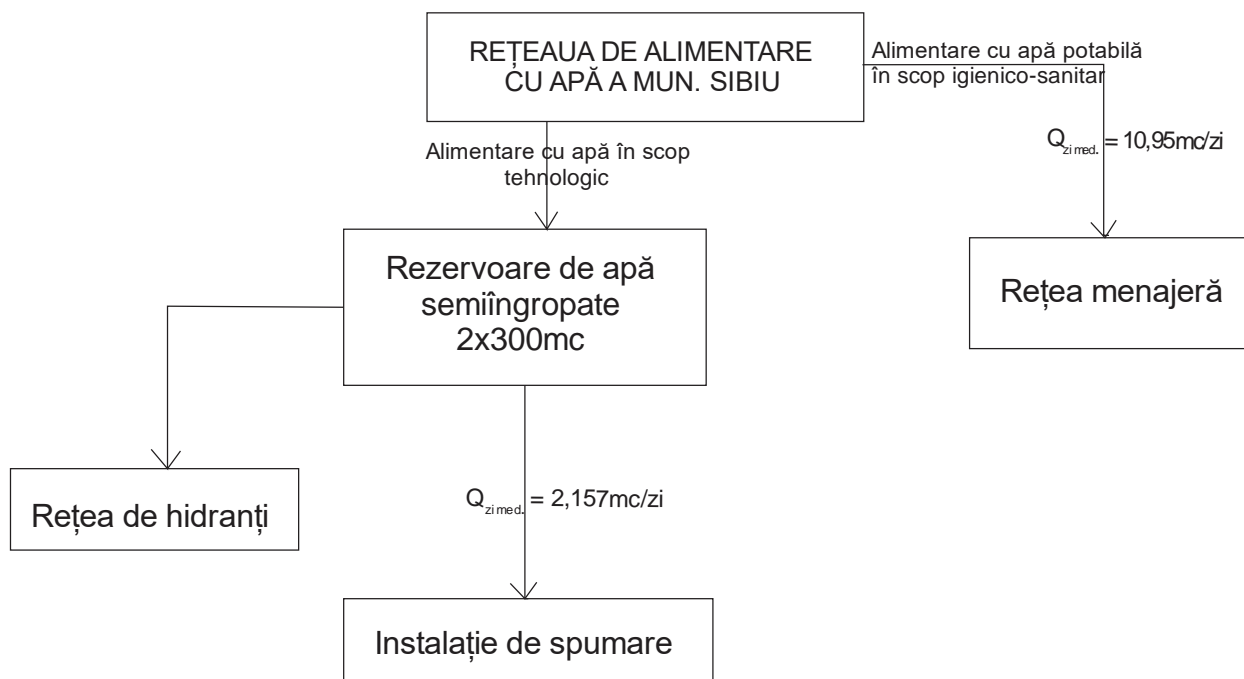 REȚEAUA DE ALIMENTARE
CU APĂ A MUN. SIBIU
Alimentare cu apă potabilă
în scop igienico-sanitar
Q zi med. = 10,95mc/zi
Alimentare cu apă în scop
tehnologic
Rezervoare de apă
semiîngropate
2x300mc
Rețea menajeră
Rețea de hidranți
Q zi med. = 2,157mc/zi
Instalație de spumare